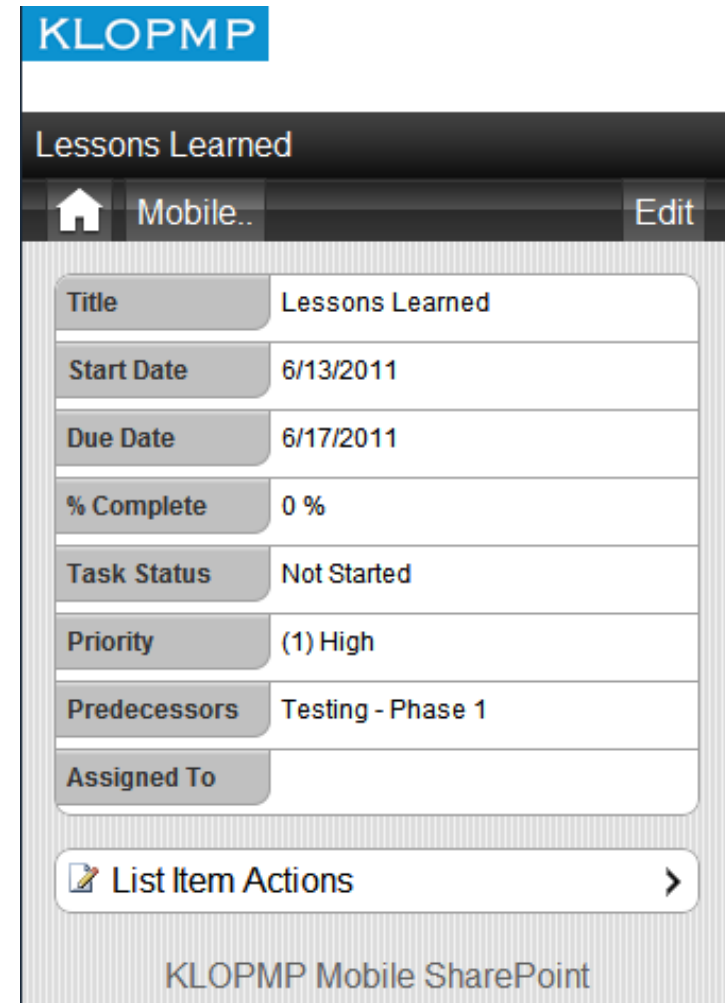 KLOPMP
Lessons Learned
Mobile.. Edit
Title Lessons Learned
Start Date 6/13/2011
Due Date 6/17/2011
% Complete 0 %
Task Status Not Started
Priority (1) High
Predecessors Testing - Phase 1
Assigned To
List Item Actions
KLOPMP Mobile SharePoint